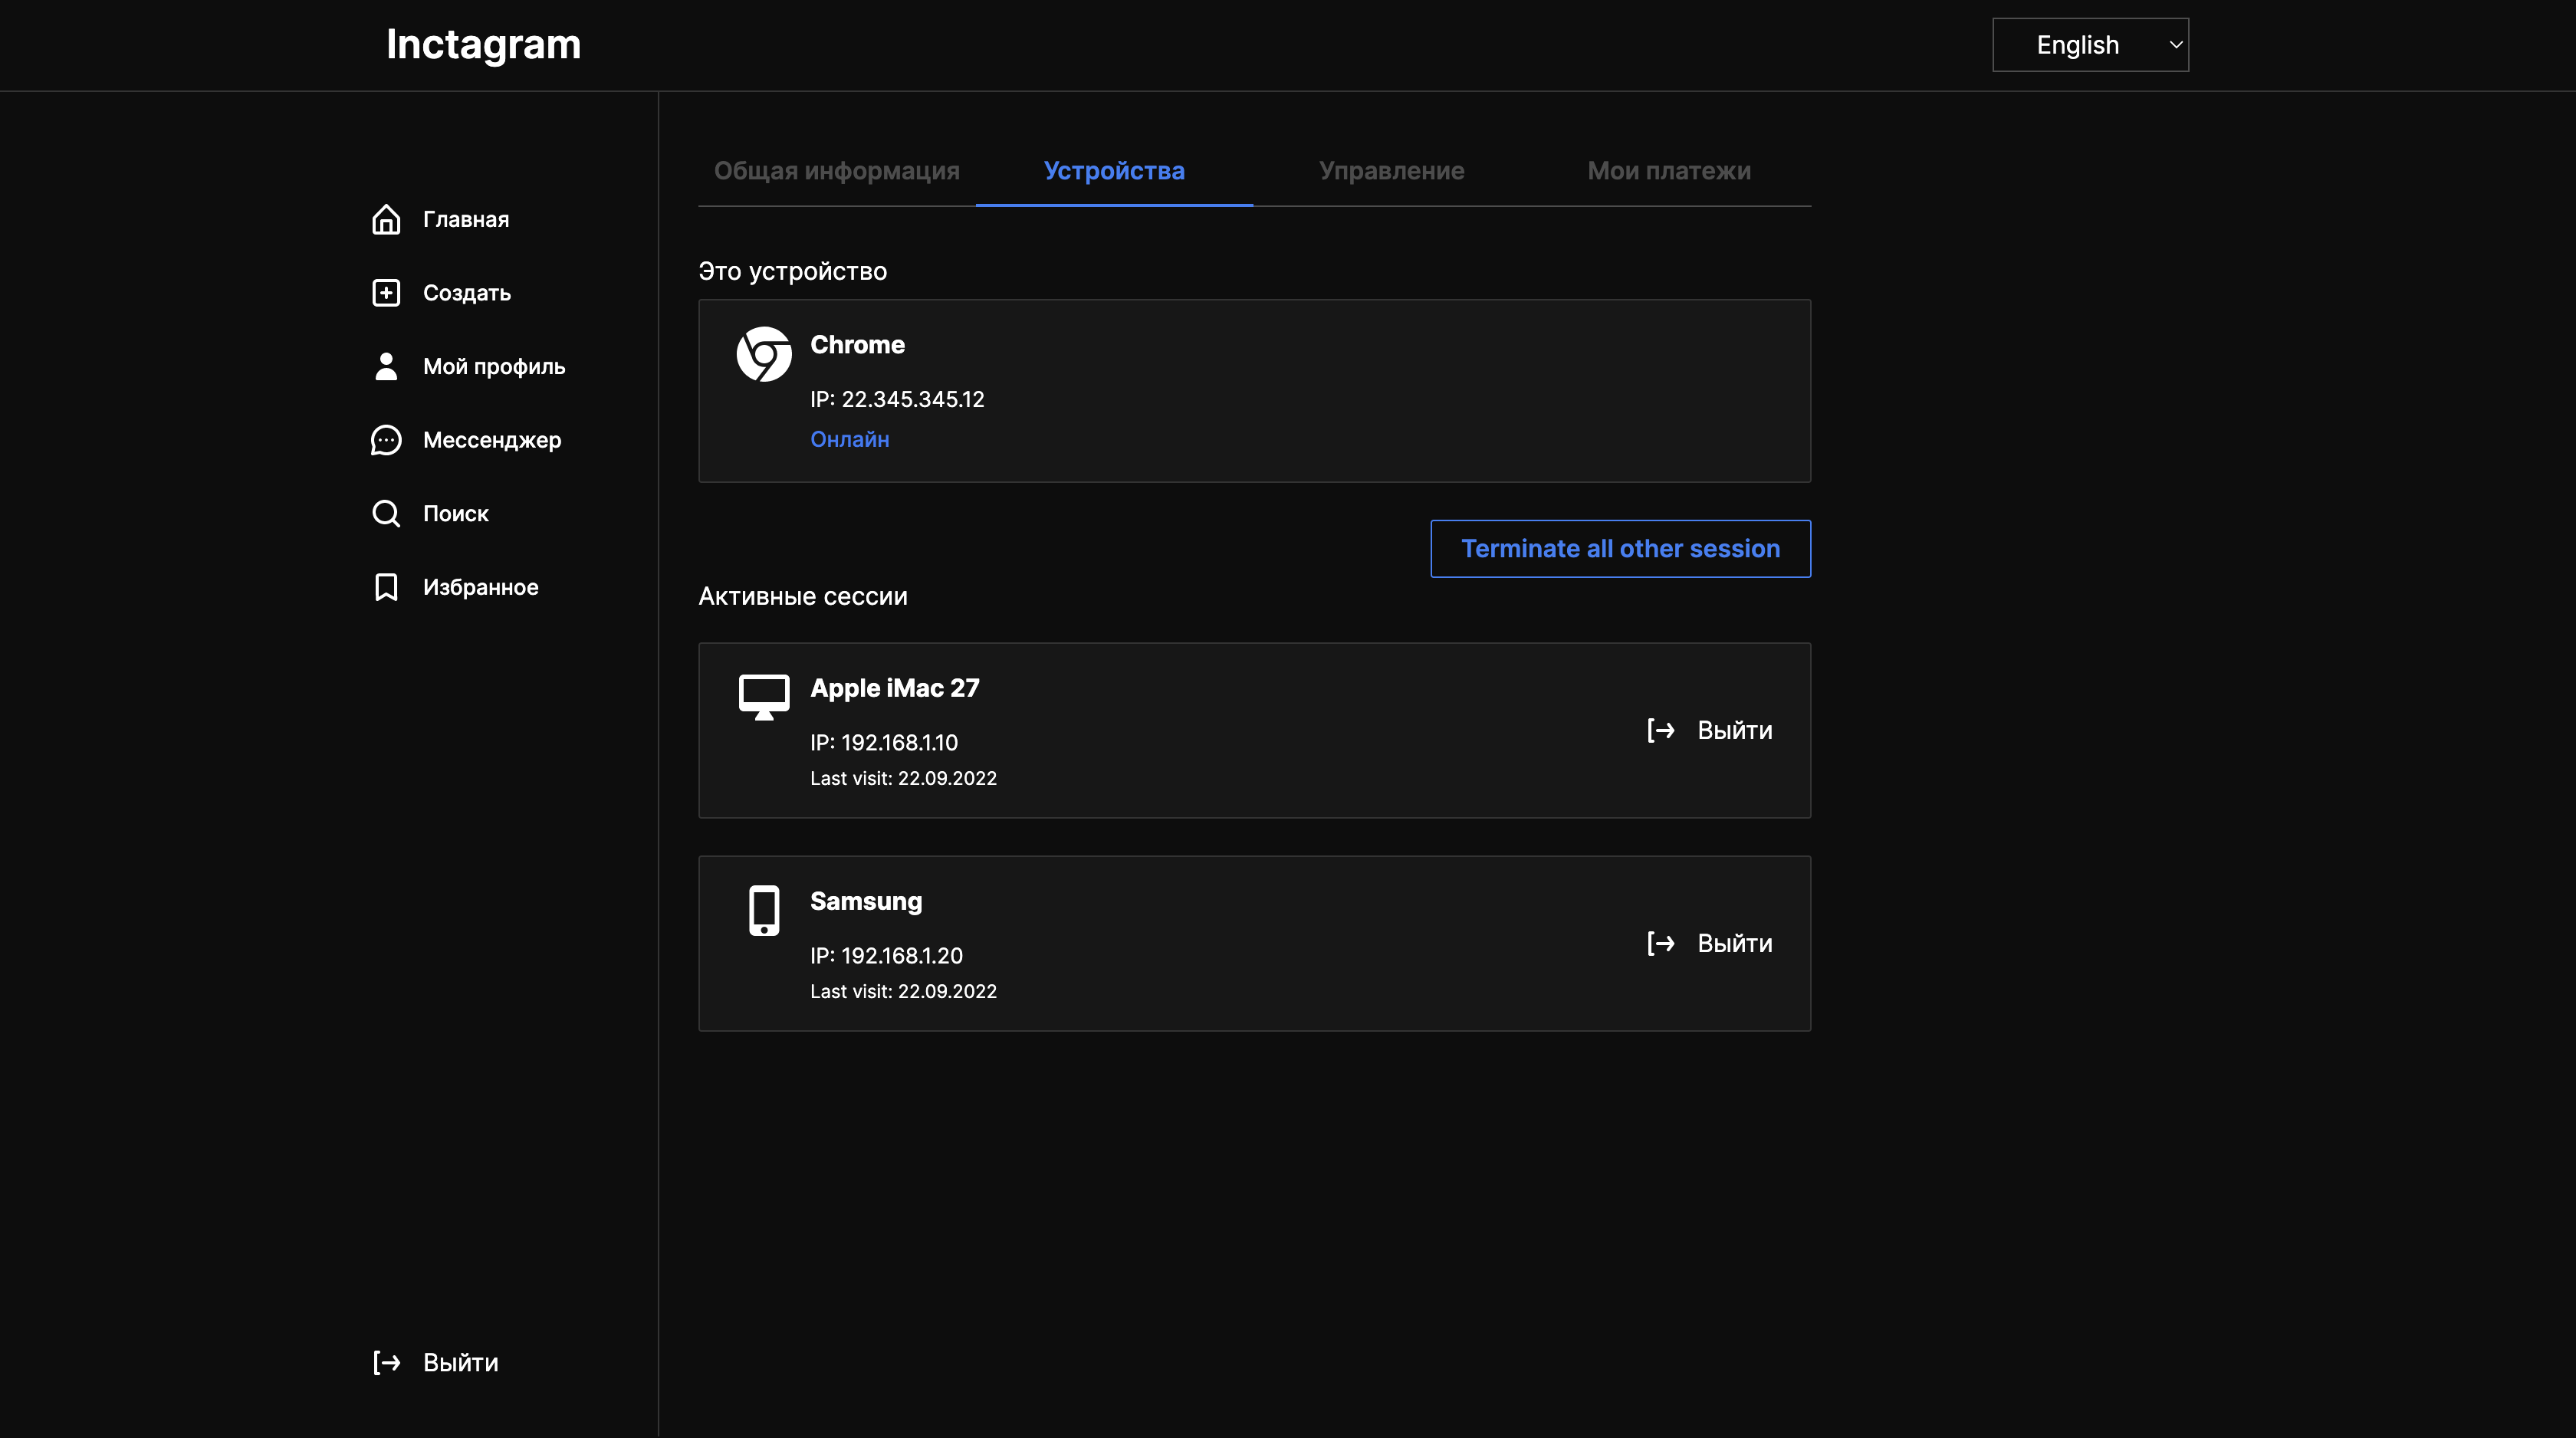 Inctagram
English
Главная
Создать
Мой профиль
Мессенджер
Поиск
Избранное
Выйти
Общая информация
Устройства
Управление
Мои платежи
Это устройство
Chrome
IP: 22.345.345.12
Онлайн
Terminate all other session
Активные сессии
Apple iMac 27
IP: 192.168.1.10
Last visit: 22.09.2022
Выйти
Samsung
IP: 192.168.1.20
Last visit: 22.09.2022
Выйти